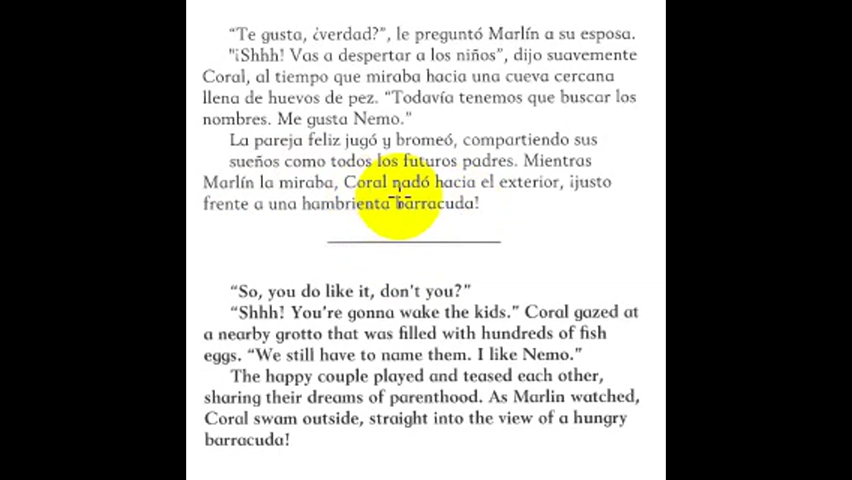 “Te gusta, ¿verdad?”, le preguntó Marlín a su esposa.
"¡Shhh! Vas a despertar a los niños”, dijo suavemente
Coral, al tiempo que miraba hacia una cueva cercana
llena de huevos de pez. “Todavía tenemos que buscar los
nombres. Me gusta Nemo.”
La pareja feliz jugó y bromeó, compartiendo sus
sueños como todos los futuros padres. Mientras
Marlín la miraba, Coral nadó hacia el exterior, ¡justo
frente a una hambrienta barracuda!
“So, you do like it, don't you?”
“Shhh! You're gonna wake the kids.” Coral gazed at
a nearby grotto that was filled with hundreds of fish
eggs. “We still have to name them. I like Nemo.”
The happy couple played and teased each other,
sharing their dreams of parenthood. As Marlin watched,
Coral swam outside, straight into the view of a hungry
barracuda!